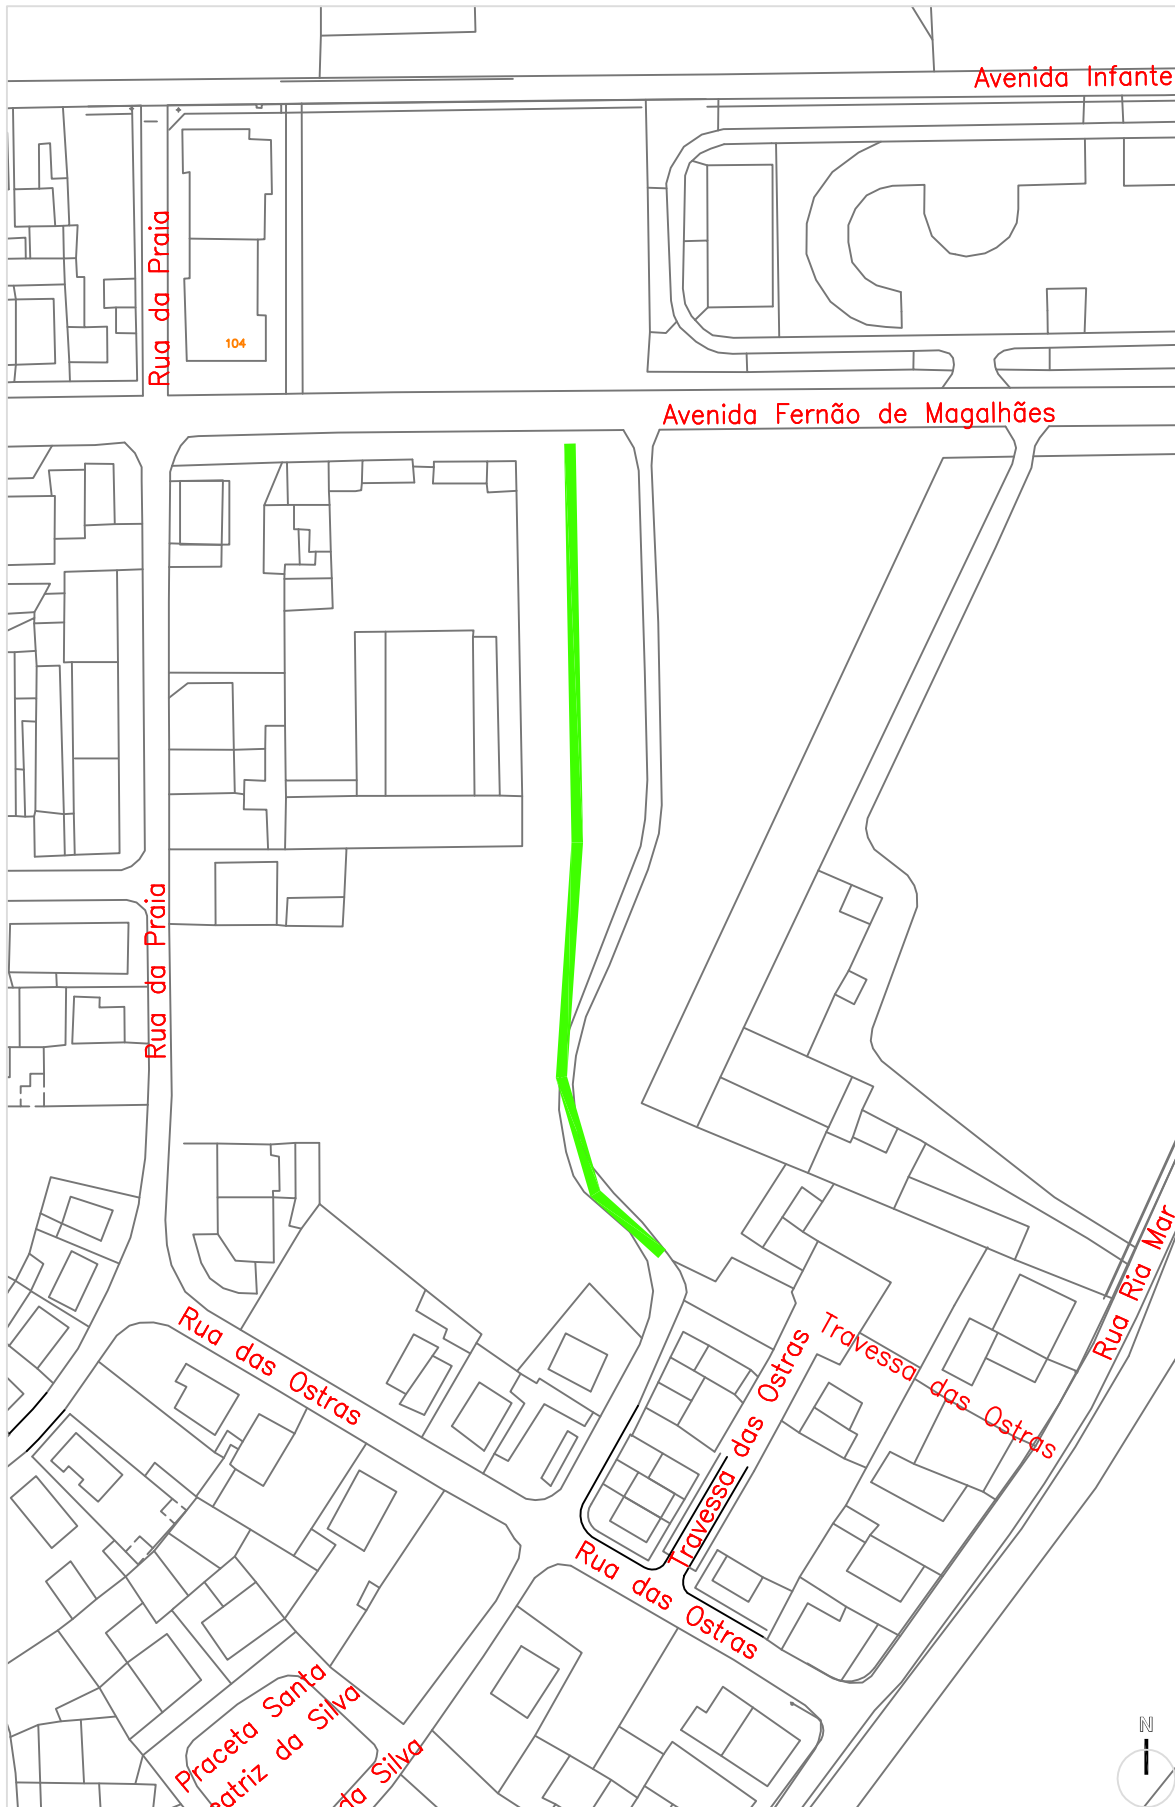 Avenida Infante
Rua da Praia
104
Avenida Fernão de Magalhães
Rua da Praia
Rua Ria Mar
Rua das Ostras
Travessa das Ostras
Travessa das Ostras
Rua das Ostras
Praceta Santa
eatriz da Silva
da Silva
N